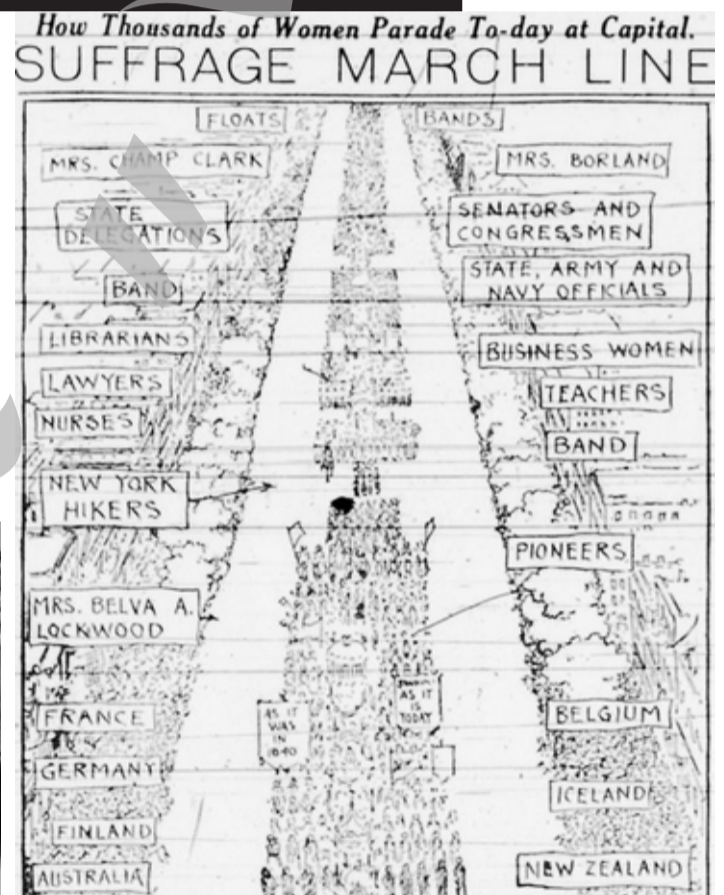 How Thousands of Women Parade To-day at Capital.
SUFFRAGE MARCH LINE
FLOATS
BANDS
MRS. CHAMP CLARK
MRS. BORLAND
STATE
DELEGATIONS
SENATORS AND
CONGRESSMEN
BAND
STATE, ARMY AND
NAVY OFFICIALS
LIBRARIANS
BUSINESS WOMEN
LAWYERS
TEACHERS
NURSES
BAND
NEW YORK
HIKERS
PIONEERS
MRS. BELVA A.
LOCKWOOD
AS IT
WAS
IN
1840
AS IT
IS
TODAY
FRANCE
BELGIUM
GERMANY
ICELAND
FINLAND
AUSTRALIA
NEW ZEALAND